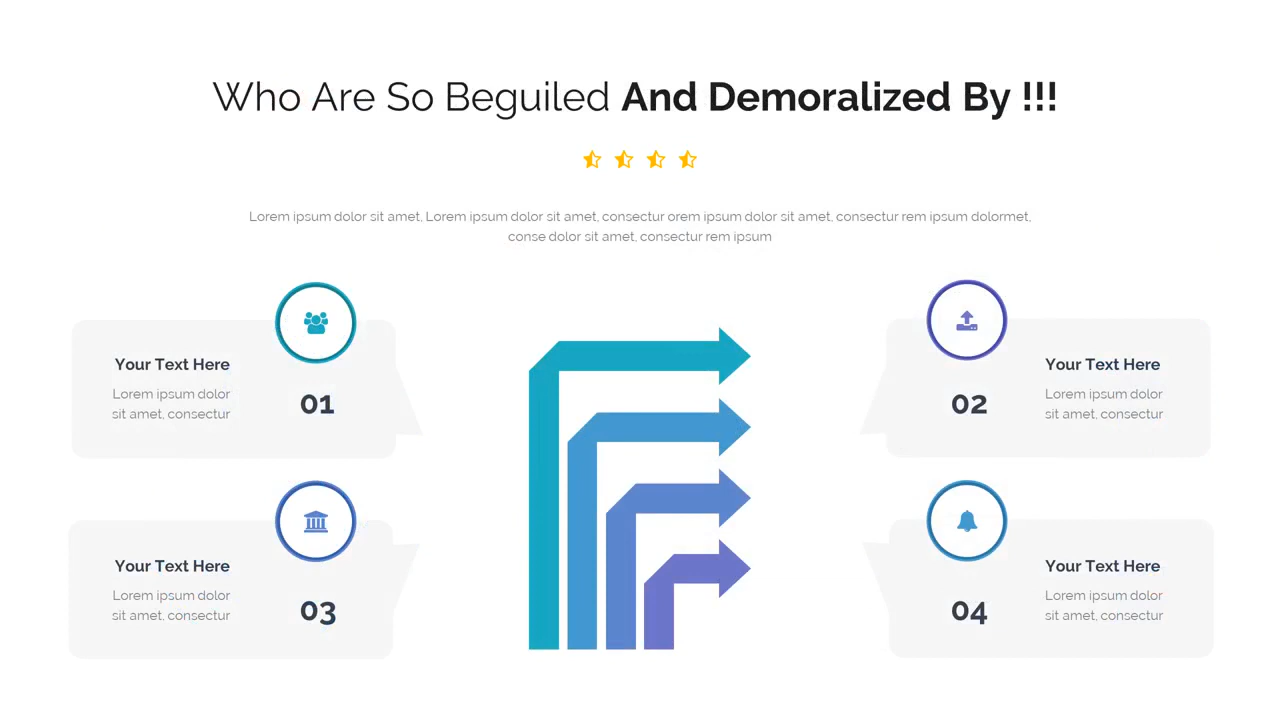 Who Are So Beguiled And Demoralized By !!!
Lorem ipsum dolor sit amet, Lorem ipsum dolor sit amet, consectur orem ipsum dolor sit amet, consectur rem ipsum dolormet,
conse dolor sit amet, consectur rem ipsum
Your Text Here
Lorem ipsum dolor
sit amet, consectur
01
02
Your Text Here
Lorem ipsum dolor
sit amet, consectur
Your Text Here
Lorem ipsum dolor
sit amet, consectur
03
04
Your Text Here
Lorem ipsum dolor
sit amet, consectur